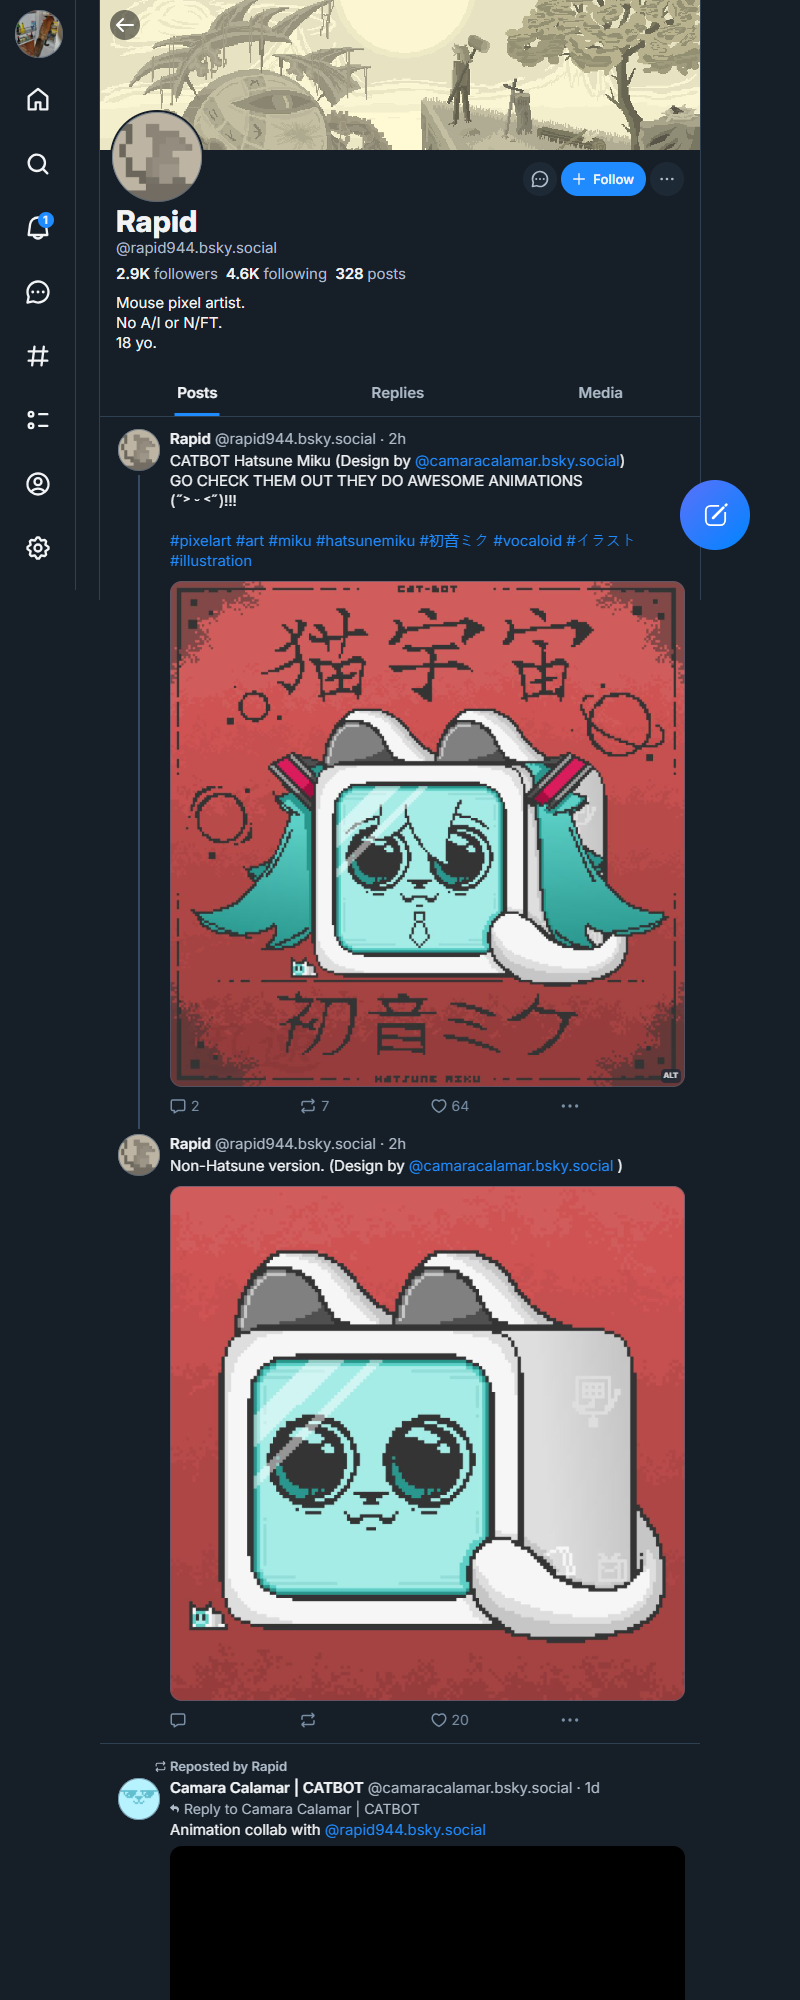 1
Follow
Rapid
@rapid944.bsky.social
2.9K followers 4.6K following 328 posts
Mouse pixel artist.
No A/I or N/FT.
18 yo.
Posts Replies Media
Rapid @rapid944.bsky.social · 2h
CATBOT Hatsune Miku (Design by @camaracalamar.bsky.social)
GO CHECK THEM OUT THEY DO AWESOME ANIMATIONS
(˶˃ ᵕ ˂˶)!!!
#pixelart #art #miku #hatsunemiku #初音ミク #vocaloid #イラスト
#illustration
CAT-BOT
猫宇宙
初音ミク
HATSUNE MIKU
ALT
2 7 64
Rapid @rapid944.bsky.social · 2h
Non-Hatsune version. (Design by @camaracalamar.bsky.social )
20
Reposted by Rapid
Camara Calamar | CATBOT @camaracalamar.bsky.social · 1d
Reply to Camara Calamar | CATBOT
Animation collab with @rapid944.bsky.social